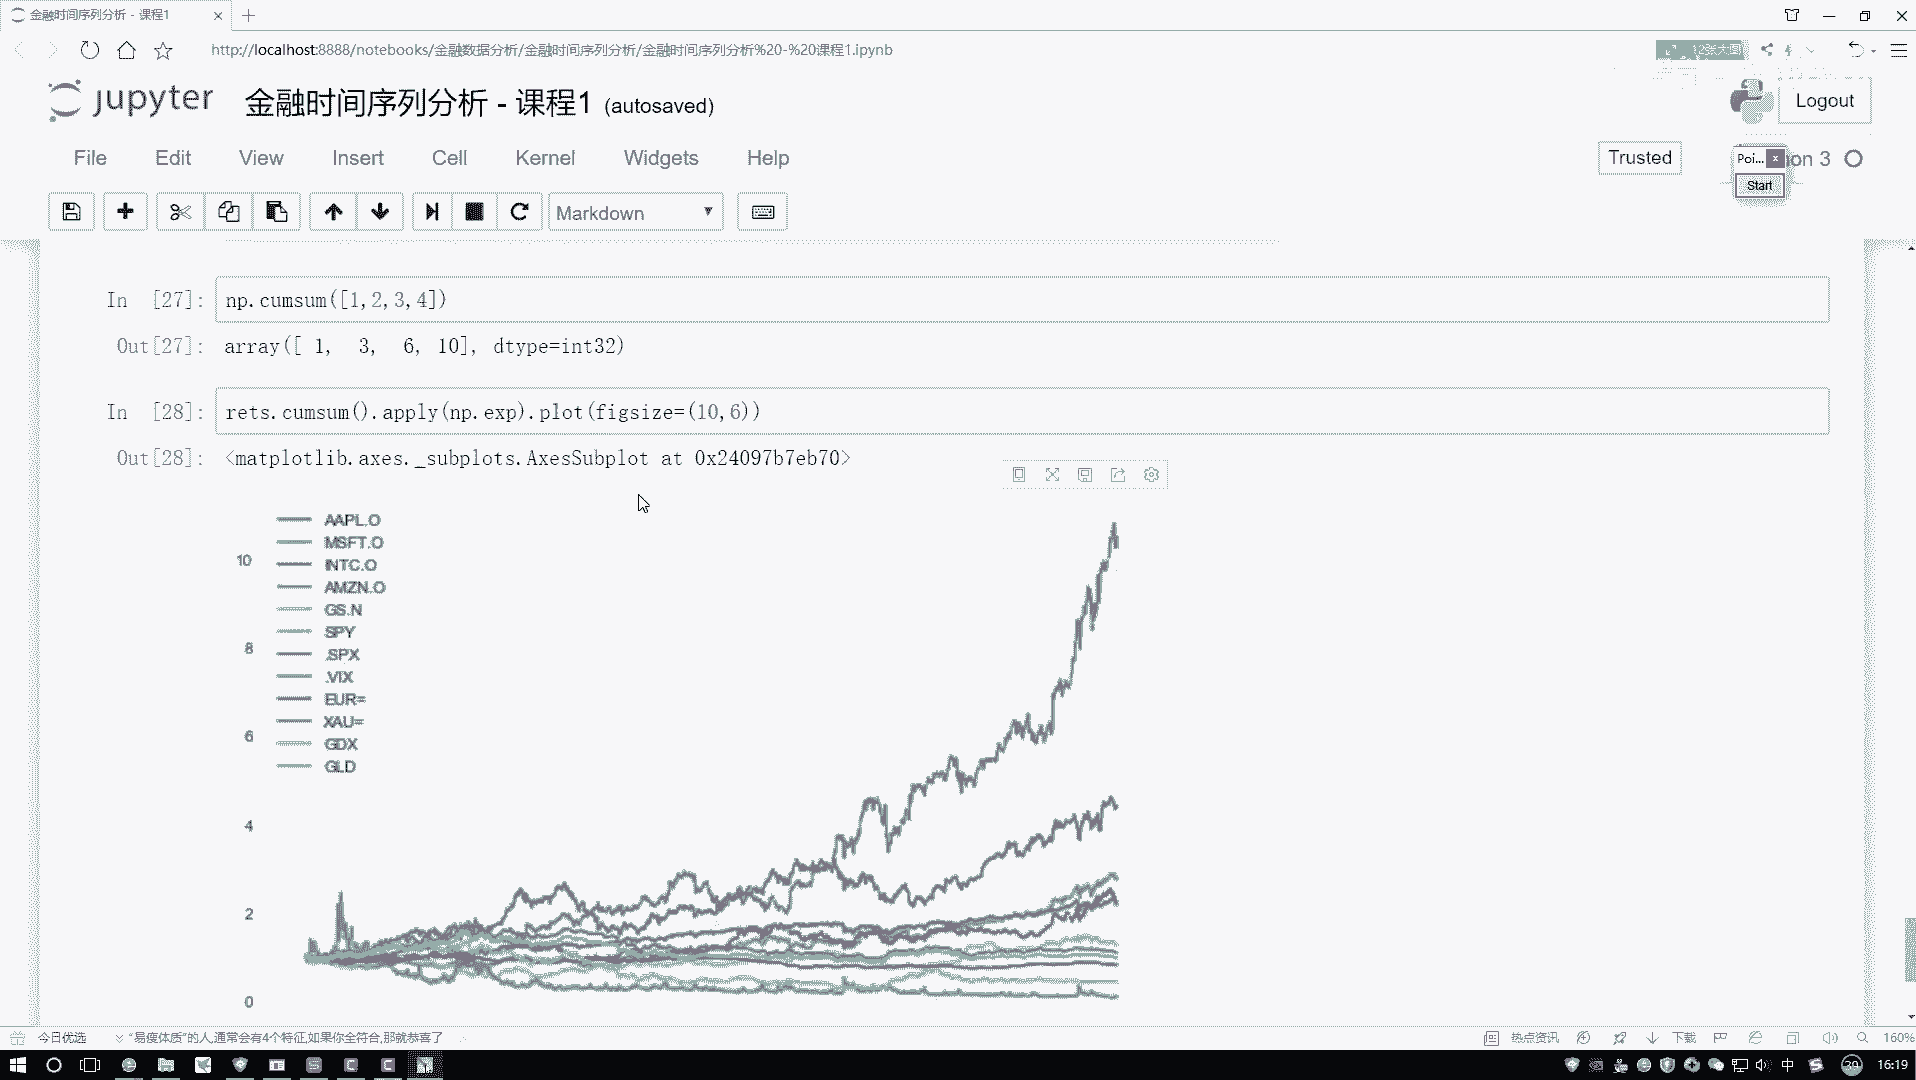 金融时间序列分析 - 课程1
http://localhost:8888/notebooks/金融数据分析/金融时间序列分析/金融时间序列分析%20-%20课程1.ipynb
12张大图
jupyter 金融时间序列分析 - 课程1 (autosaved)
Logout
File Edit View Insert Cell Kernel Widgets Help
Trusted
Poi... on 3
Start
Markdown
In [27]: np.cumsum([1,2,3,4])
Out[27]: array([ 1, 3, 6, 10], dtype=int32)
In [28]: rets.cumsum().apply(np.exp).plot(figsize=(10,6))
Out[28]: <matplotlib.axes._subplots.AxesSubplot at 0x24097b7eb70>
AAPL.O
MSFT.O
10
INTC.O
AMZN.O
GS.N
SPY
8
.SPX
.VIX
EUR=
XAU=
6
GDX
GLD
4
2
0
今日优选
“易瘦体质”的人,通常会有4个特征,如果你全符合,那就恭喜了
热点资讯
下载
160%
中
16:19